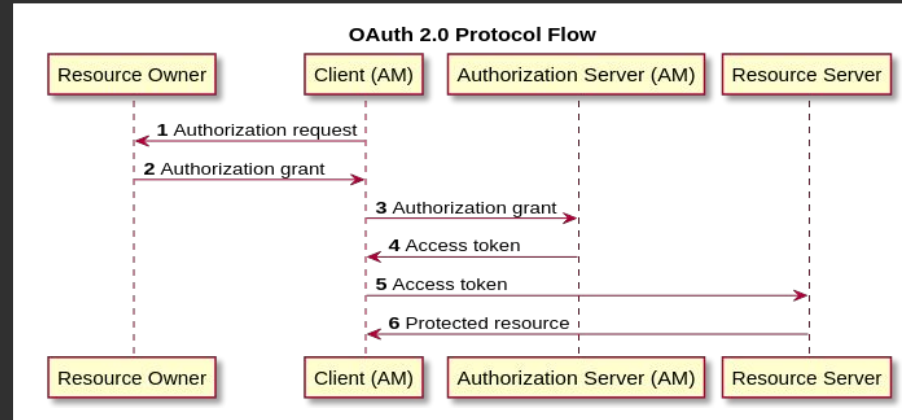 OAuth 2.0 Protocol Flow
Resource Owner Client (AM) Authorization Server (AM) Resource Server
1 Authorization request
2 Authorization grant
3 Authorization grant
4 Access token
5 Access token
6 Protected resource
Resource Owner Client (AM) Authorization Server (AM) Resource Server